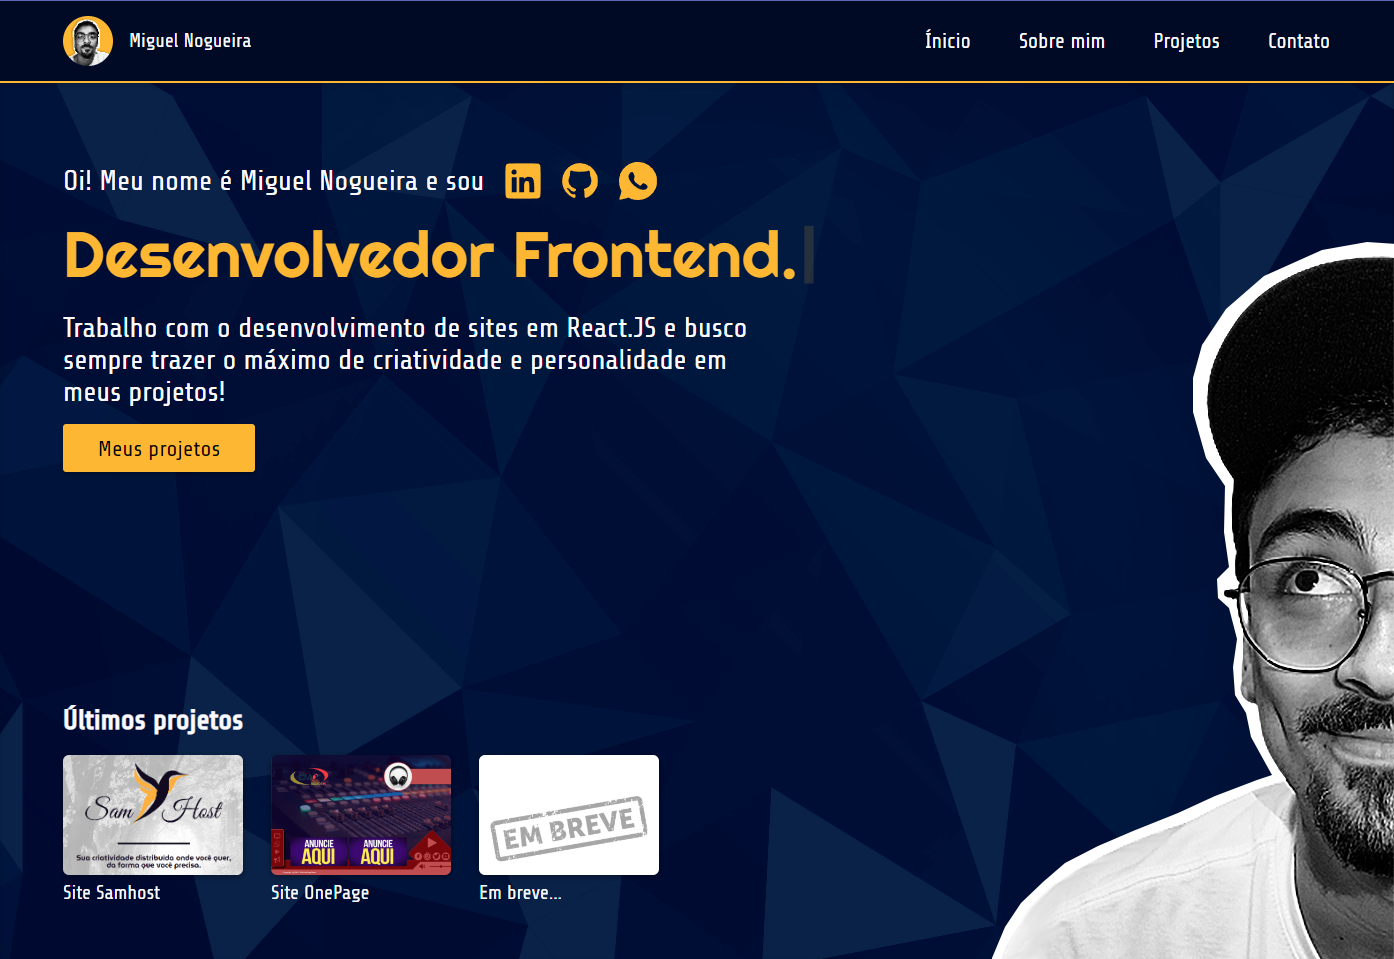 Miguel Nogueira
Ínicio Sobre mim Projetos Contato
Oi! Meu nome é Miguel Nogueira e sou
Desenvolvedor Frontend.
Trabalho com o desenvolvimento de sites em React.JS e busco
sempre trazer o máximo de criatividade e personalidade em
meus projetos!
Meus projetos
Últimos projetos
Sam Host
Sua criatividade distribuida onde você quer,
da forma que você precisa.
ANUNCIE AQUI
ANUNCIE AQUI
EM BREVE
Site Samhost
Site OnePage
Em breve...